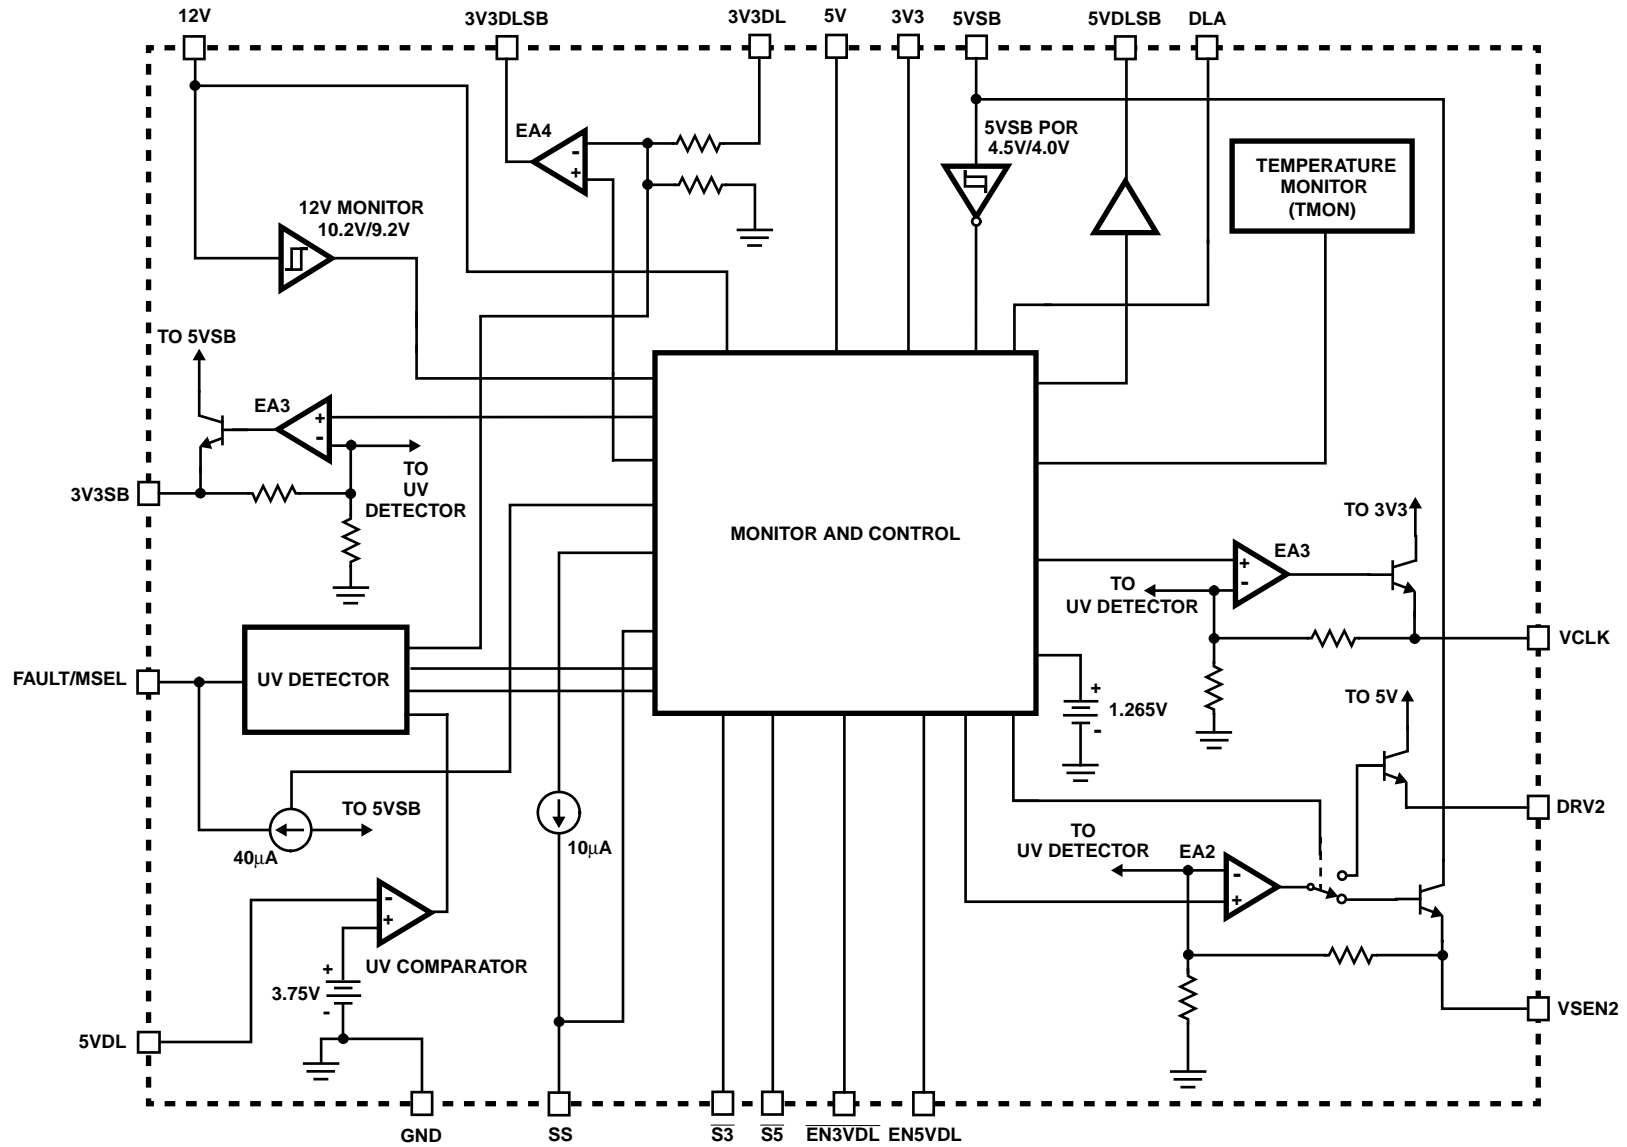 12V
3V3DLSB
3V3DL
5V
3V3
5VSB
5VDLSB
DLA
EA4
-
+
5VSB POR
4.5V/4.0V
TEMPERATURE
MONITOR
(TMON)
12V MONITOR
10.2V/9.2V
TO 5VSB
EA3
+
-
TO
UV
DETECTOR
3V3SB
MONITOR AND CONTROL
TO 3V3
EA3
+
-
TO
UV DETECTOR
VCLK
FAULT/MSEL
UV DETECTOR
+
1.265V
-
TO 5V
TO 5VSB
40µA
10µA
DRV2
TO
UV DETECTOR
EA2
-
+
-
+
UV COMPARATOR
+
3.75V
-
VSEN2
5VDL
GND
SS
S3
S5
EN3VDL
EN5VDL